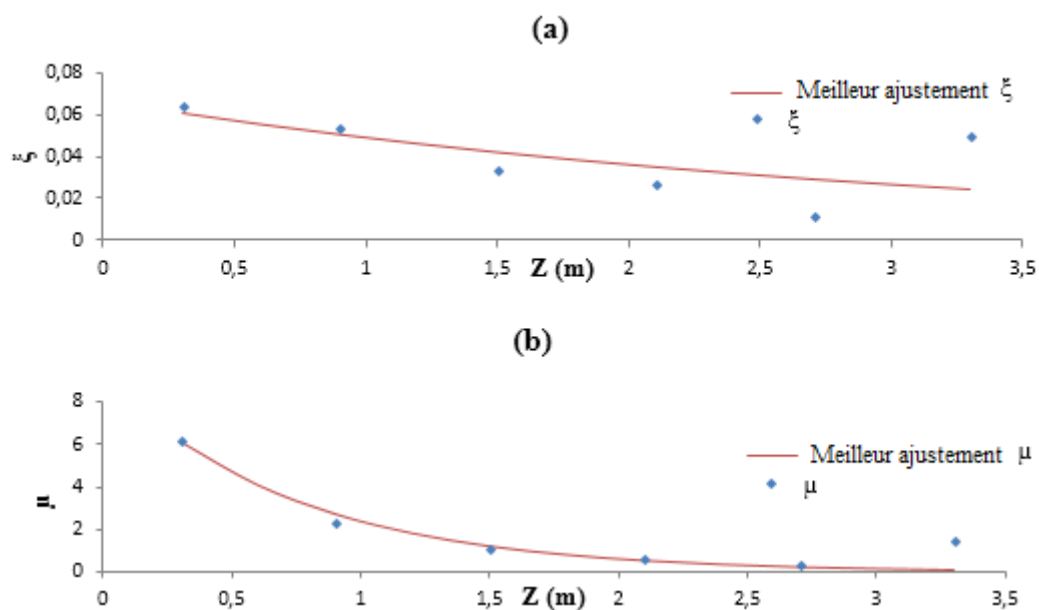 (a)
0,08
0,06
0,04
0,02
0
ξ
Meilleur ajustement ξ
ξ
0 0,5 1 1,5 2 2,5 3 3,5
Z (m)
(b)
8
6
4
2
0
μ
Meilleur ajustement μ
μ
0 0,5 1 1,5 2 2,5 3 3,5
Z (m)